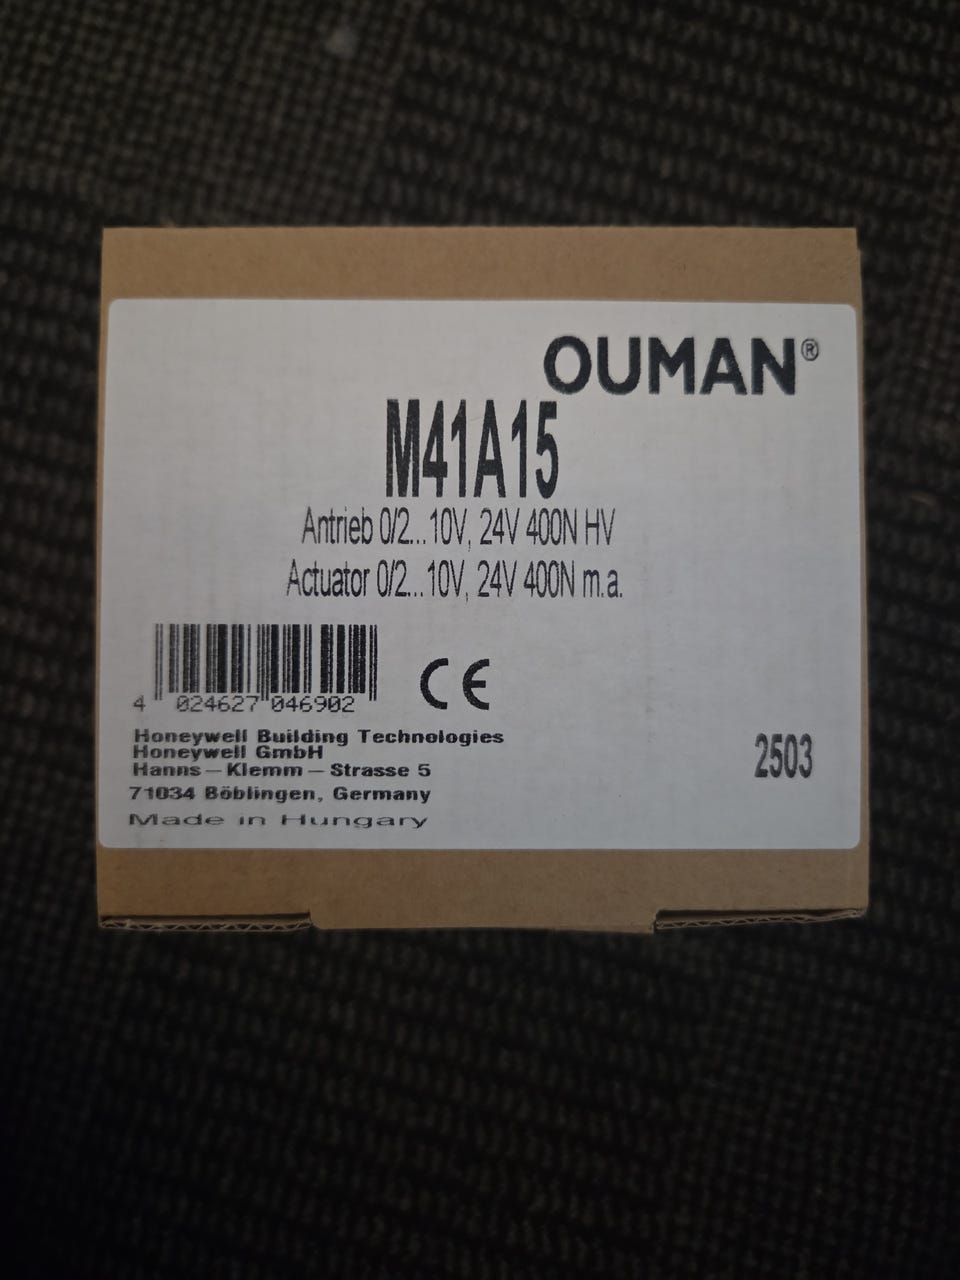 OUMAN®
M41A15
Antrieb 0/2...10V, 24V 400N HV
Actuator 0/2...10V, 24V 400N m.a.
4 024627 046902
CE
Honeywell Building Technologies
Honeywell GmbH
Hanns-Klemm-Strasse 5
71034 Böblingen, Germany
Made in Hungary
2503